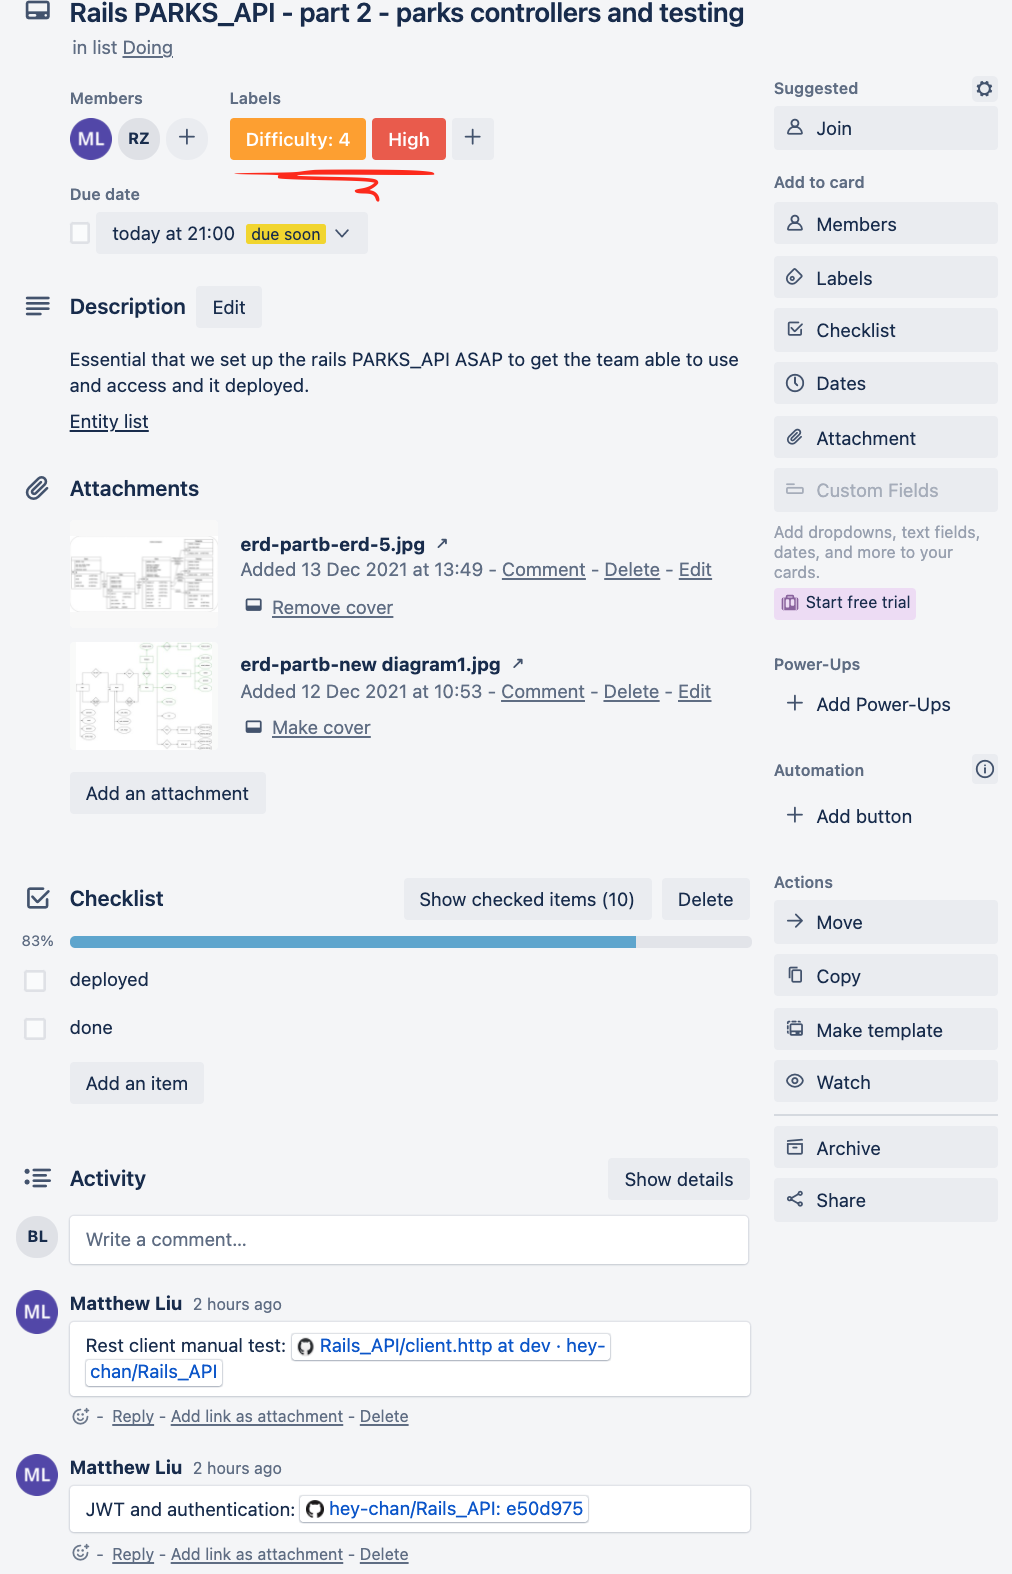 Rails PARKS_API - part 2 - parks controllers and testing
in list Doing
Members
Labels
ML
RZ
Difficulty: 4
High
Due date
today at 21:00 due soon
Description
Edit
Essential that we set up the rails PARKS_API ASAP to get the team able to use
and access and it deployed.
Entity list
Attachments
erd-partb-erd-5.jpg ↗
Added 13 Dec 2021 at 13:49 - Comment - Delete - Edit
Remove cover
erd-partb-new diagram1.jpg ↗
Added 12 Dec 2021 at 10:53 - Comment - Delete - Edit
Make cover
Add an attachment
Checklist
Show checked items (10)
Delete
83%
deployed
done
Add an item
Activity
Show details
BL
Write a comment...
ML
Matthew Liu 2 hours ago
Rest client manual test: Rails_API/client.http at dev · hey-
chan/Rails_API
- Reply - Add link as attachment - Delete
ML
Matthew Liu 2 hours ago
JWT and authentication: hey-chan/Rails_API: e50d975
- Reply - Add link as attachment - Delete
Suggested
Join
Add to card
Members
Labels
Checklist
Dates
Attachment
Custom Fields
Add dropdowns, text fields,
dates, and more to your
cards.
Start free trial
Power-Ups
+ Add Power-Ups
Automation
+ Add button
Actions
Move
Copy
Make template
Watch
Archive
Share